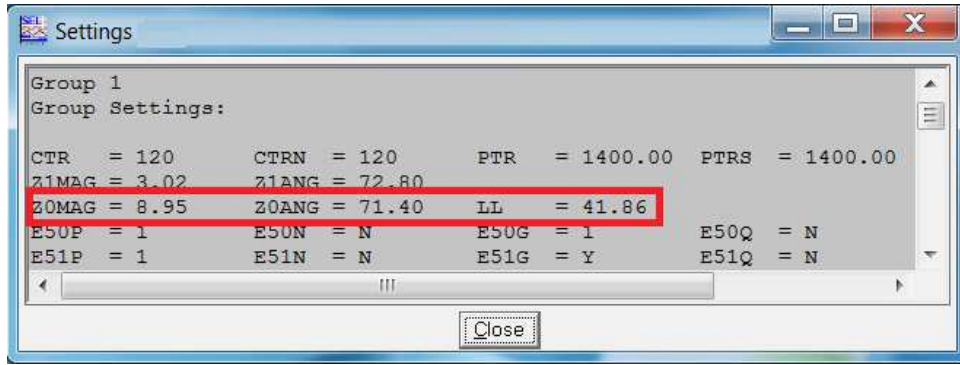 Settings
Group 1
Group Settings:
CTR = 120 CTRN = 120 PTR = 1400.00 PTRS = 1400.00
Z1MAG = 3.02 Z1ANG = 72.80
Z0MAG = 8.95 Z0ANG = 71.40 LL = 41.86
E50P = 1 E50N = N E50G = 1 E50Q = N
E51P = 1 E51N = N E51G = Y E51Q = N
Close